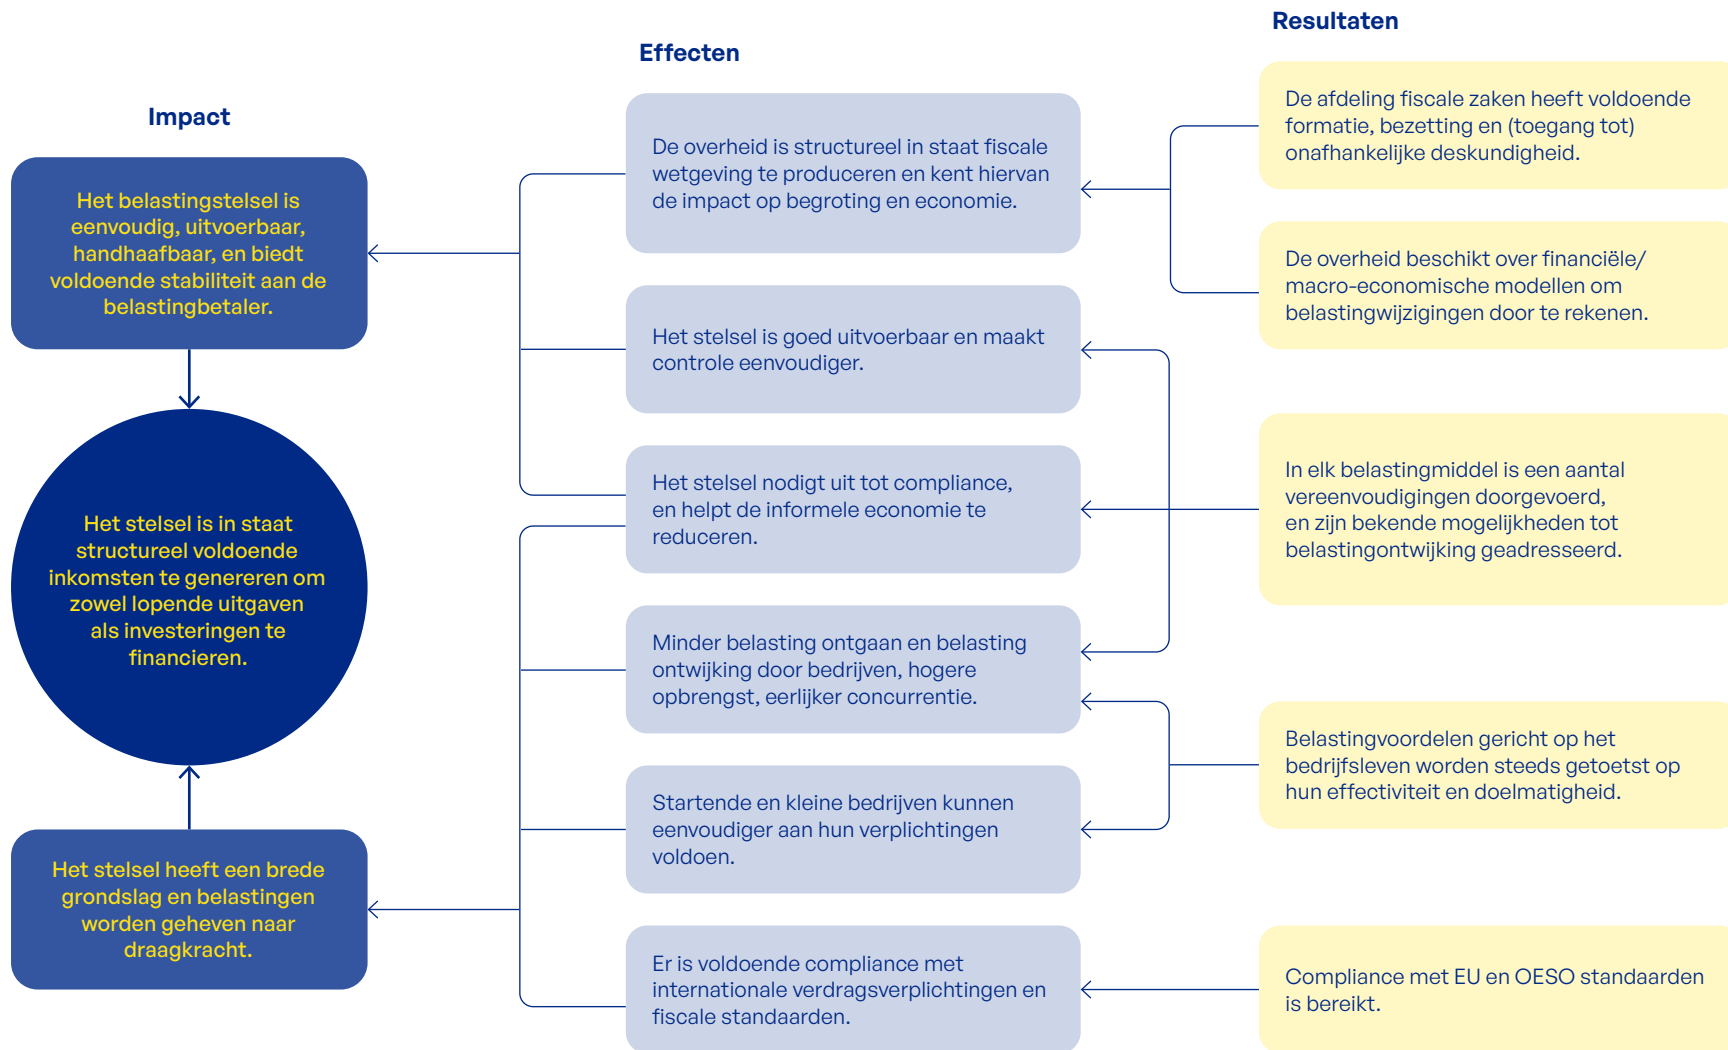 Impact
Het belastingstelsel is
eenvoudig, uitvoerbaar,
handhaafbaar, en biedt
voldoende stabiliteit aan de
belastingbetaler.
Het stelsel is in staat
structureel voldoende
inkomsten te genereren om
zowel lopende uitgaven
als investeringen te
financieren.
Het stelsel heeft een brede
grondslag en belastingen
worden geheven naar
draagkracht.
Effecten
De overheid is structureel in staat fiscale
wetgeving te produceren en kent hiervan
de impact op begroting en economie.
Het stelsel is goed uitvoerbaar en maakt
controle eenvoudiger.
Het stelsel nodigt uit tot compliance,
en helpt de informele economie te
reduceren.
Minder belasting ontgaan en belasting
ontwijking door bedrijven, hogere
opbrengst, eerlijker concurrentie.
Startende en kleine bedrijven kunnen
eenvoudiger aan hun verplichtingen
voldoen.
Er is voldoende compliance met
internationale verdragsverplichtingen en
fiscale standaarden.
Resultaten
De afdeling fiscale zaken heeft voldoende
formatie, bezetting en (toegang tot)
onafhankelijke deskundigheid.
De overheid beschikt over financiële/
macro-economische modellen om
belastingwijzigingen door te rekenen.
In elk belastingmiddel is een aantal
vereenvoudigingen doorgevoerd,
en zijn bekende mogelijkheden tot
belastingontwijking geadresseerd.
Belastingvoordelen gericht op het
bedrijfsleven worden steeds getoetst op
hun effectiviteit en doelmatigheid.
Compliance met EU en OESO standaarden
is bereikt.